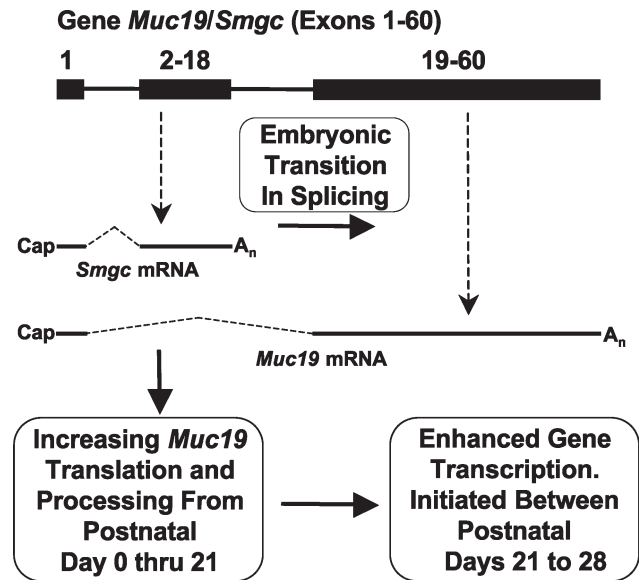 Gene Muc19/Smgc (Exons 1-60)
1 2-18 19-60
Embryonic
Transition
In Splicing
Cap An
Smgc mRNA
Cap An
Muc19 mRNA
Increasing Muc19
Translation and
Processing From
Postnatal
Day 0 thru 21
Enhanced Gene
Transcription.
Initiated Between
Postnatal
Days 21 to 28